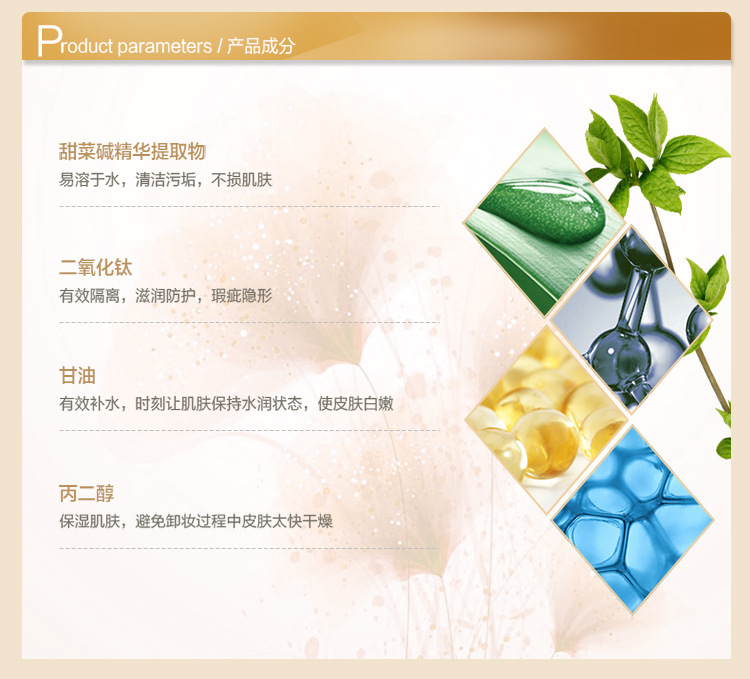 Product parameters / 产品成分
甜菜碱精华提取物
易溶于水，清洁污垢，不损肌肤
二氧化钛
有效隔离，滋润防护，瑕疵隐形
甘油
有效补水，时刻让肌肤保持水润状态，使皮肤白嫩
丙二醇
保湿肌肤，避免卸妆过程中皮肤太快干燥